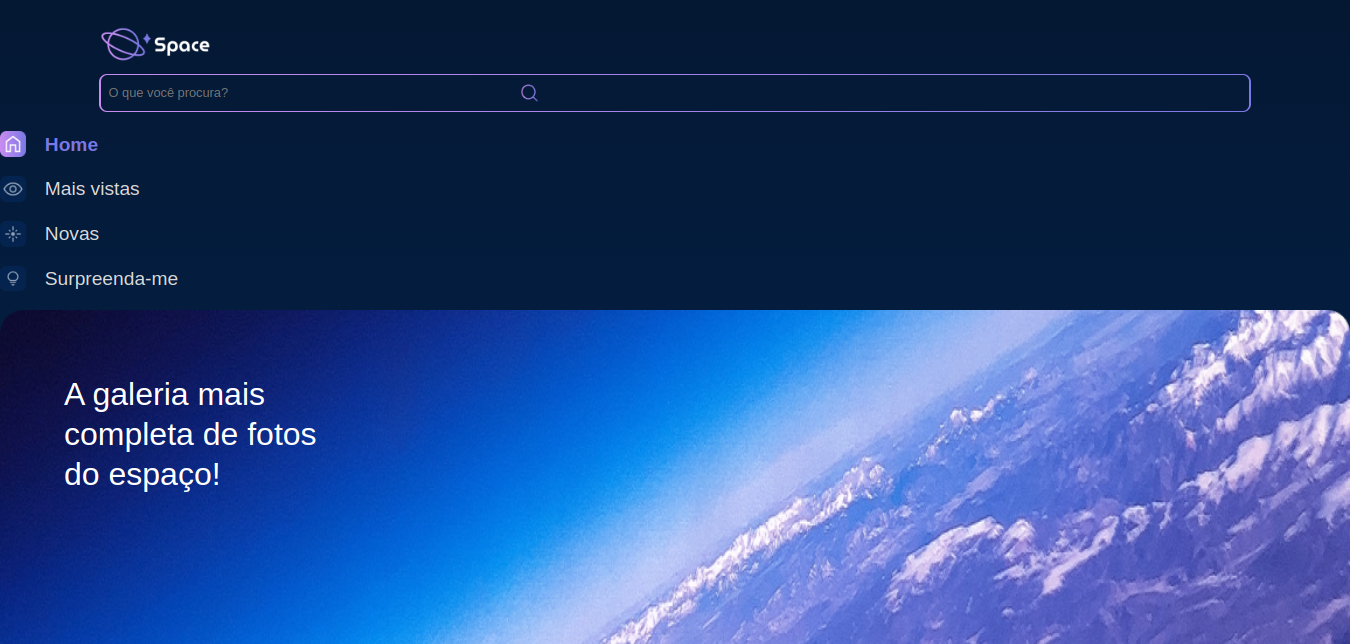 Space
O que você procura?
Home
Mais vistas
Novas
Surpreenda-me
A galeria mais
completa de fotos
do espaço!